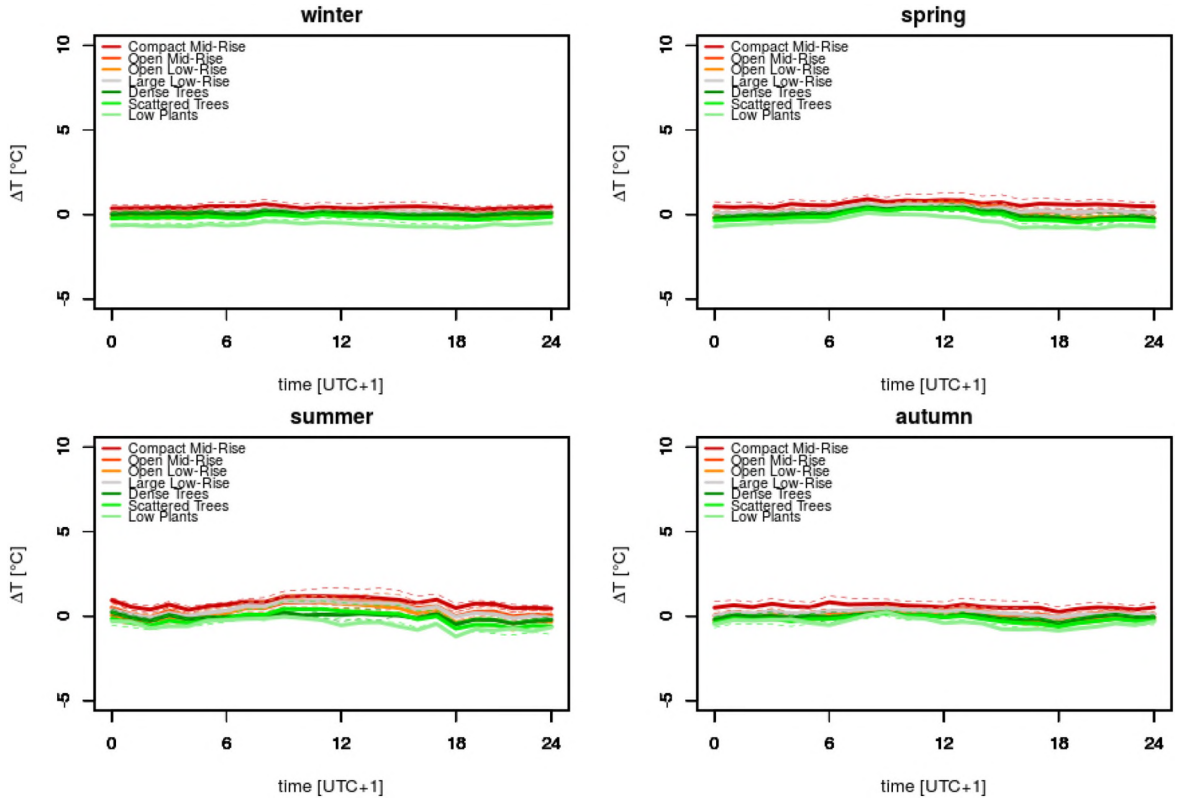 winter
10
5
0
-5
ΔT [°C]
Compact Mid-Rise
Open Mid-Rise
Open Low-Rise
Large Low-Rise
Dense Trees
Scattered Trees
Low Plants
0 6 12 18 24
time [UTC+1]
spring
10
5
0
-5
ΔT [°C]
Compact Mid-Rise
Open Mid-Rise
Open Low-Rise
Large Low-Rise
Dense Trees
Scattered Trees
Low Plants
0 6 12 18 24
time [UTC+1]
summer
10
5
0
-5
ΔT [°C]
Compact Mid-Rise
Open Mid-Rise
Open Low-Rise
Large Low-Rise
Dense Trees
Scattered Trees
Low Plants
0 6 12 18 24
time [UTC+1]
autumn
10
5
0
-5
ΔT [°C]
Compact Mid-Rise
Open Mid-Rise
Open Low-Rise
Large Low-Rise
Dense Trees
Scattered Trees
Low Plants
0 6 12 18 24
time [UTC+1]